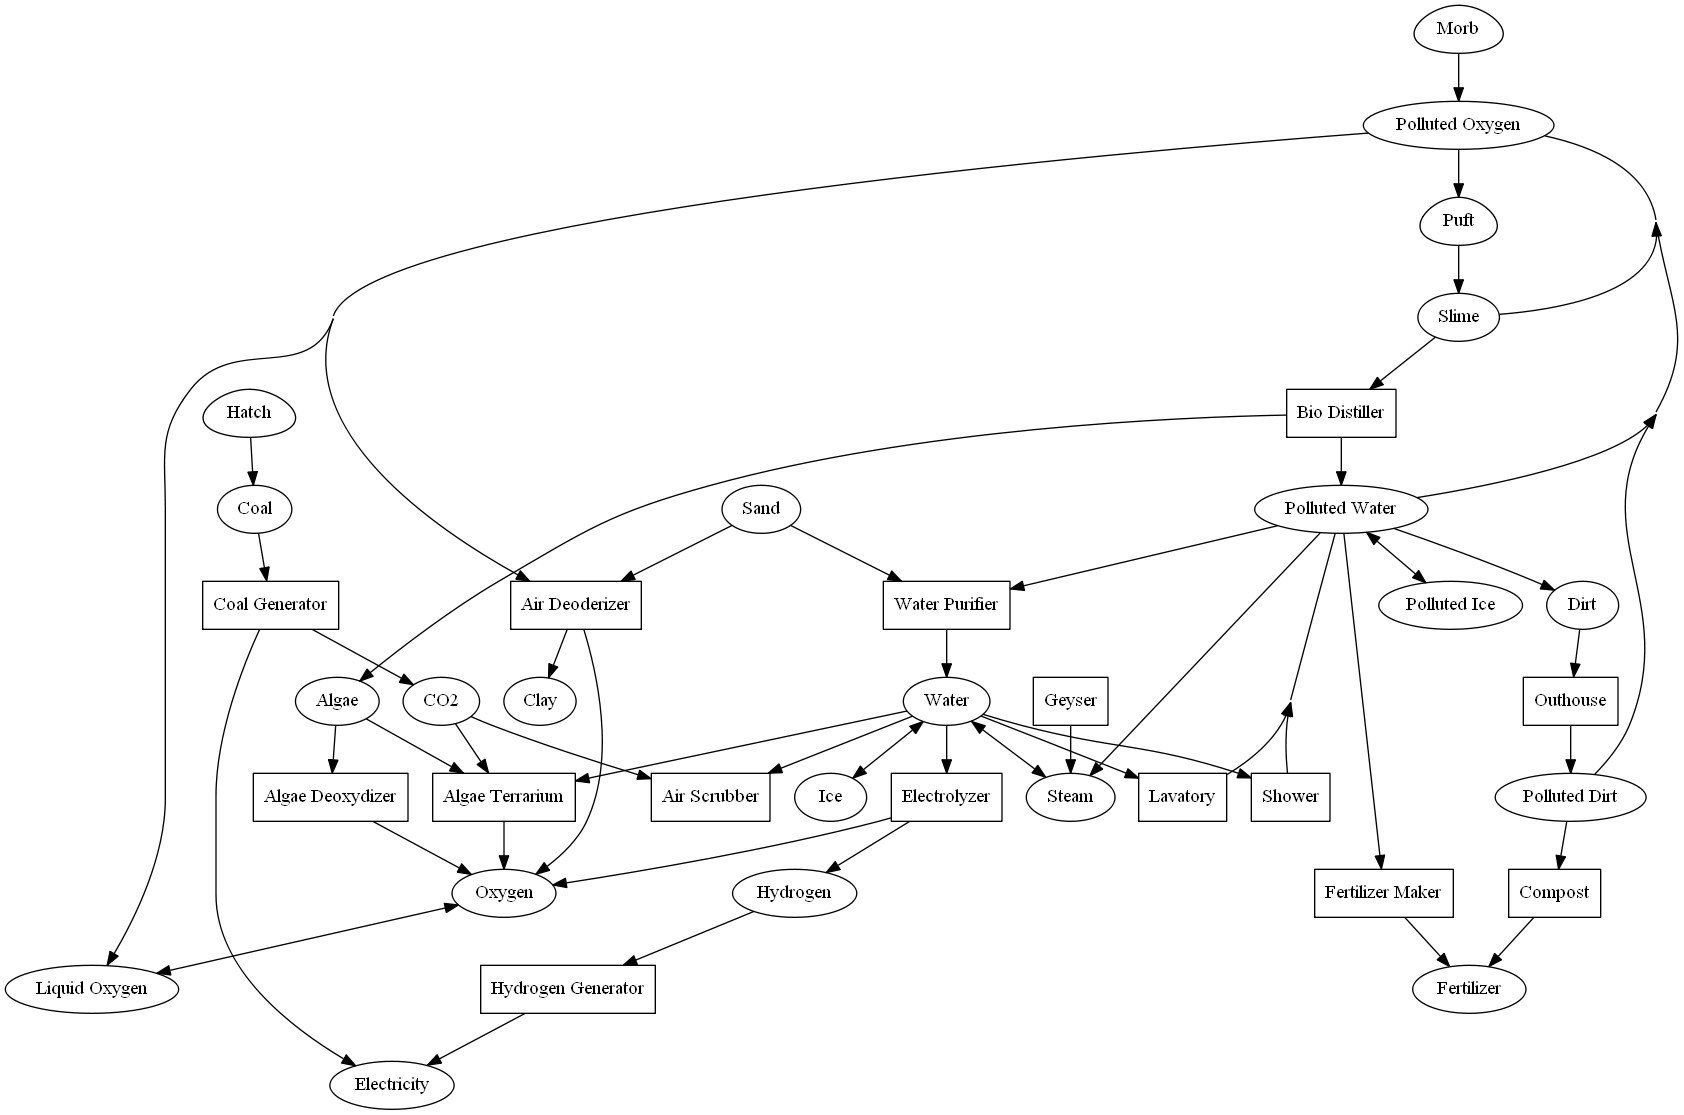 Morb
Polluted Oxygen
Puft
Slime
Hatch
Bio Distiller
Coal
Sand
Polluted Water
Coal Generator
Air Deoderizer
Water Purifier
Polluted Ice
Dirt
Algae
CO2
Clay
Water
Geyser
Outhouse
Algae Deoxydizer
Algae Terrarium
Air Scrubber
Ice
Electrolyzer
Steam
Lavatory
Shower
Polluted Dirt
Oxygen
Hydrogen
Fertilizer Maker
Compost
Liquid Oxygen
Hydrogen Generator
Fertilizer
Electricity